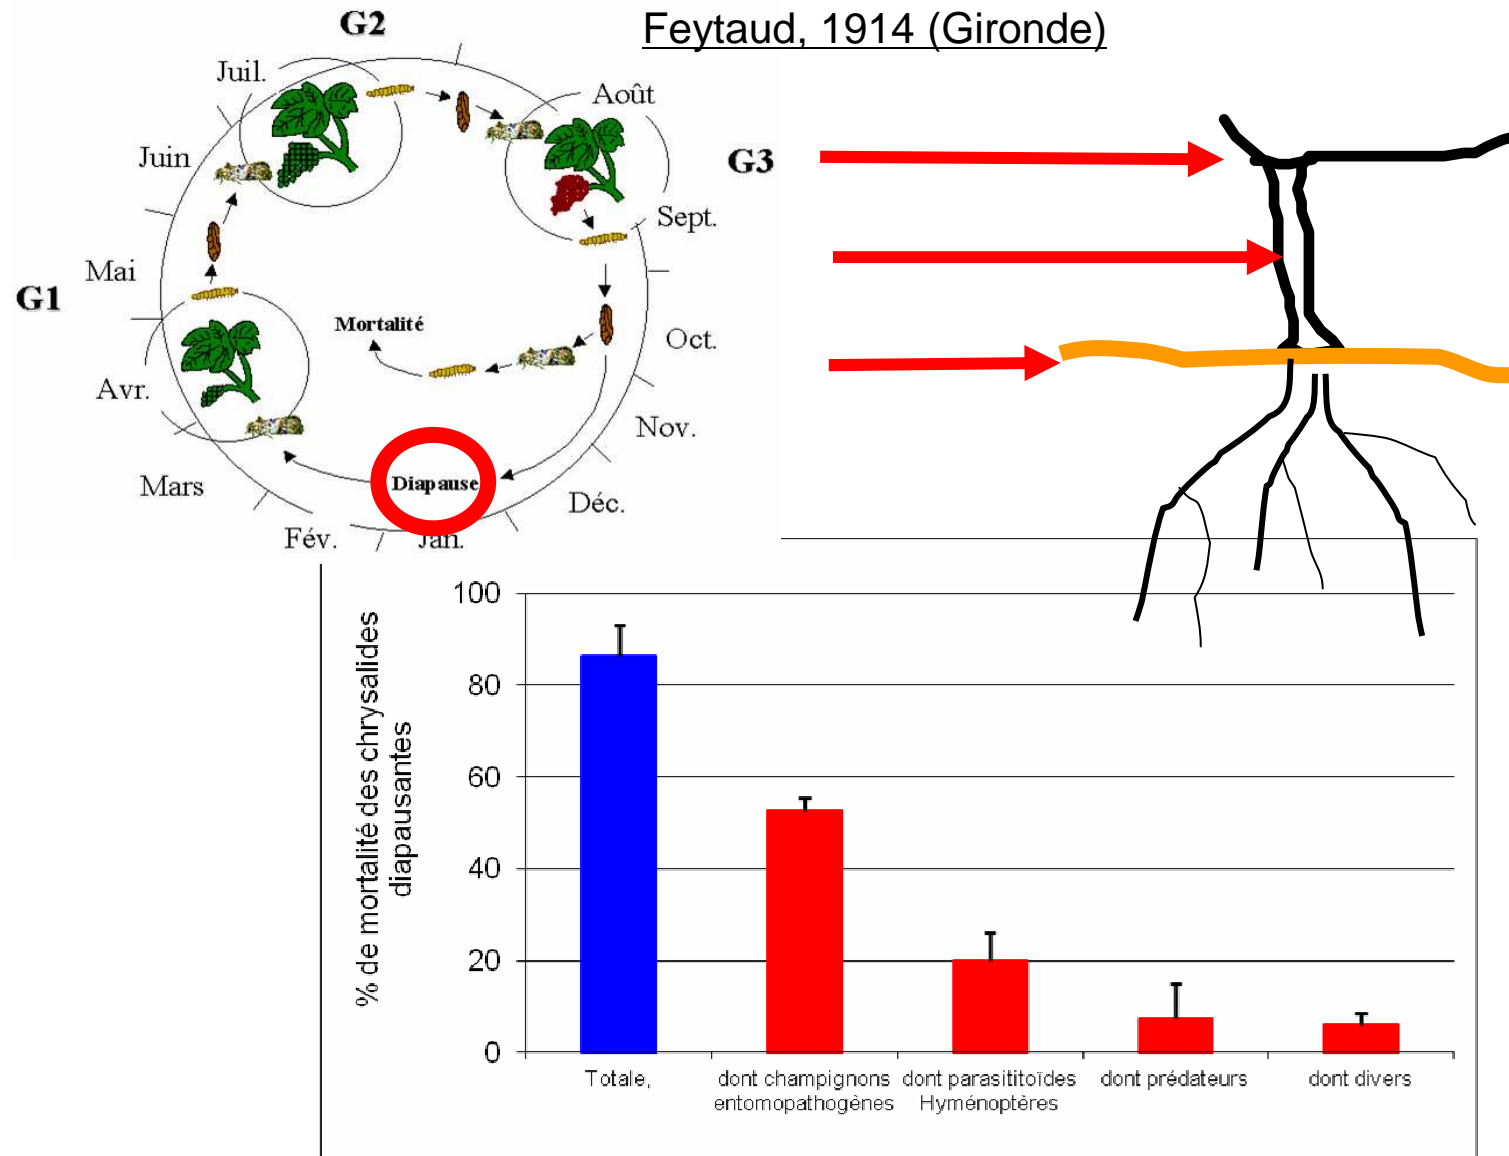 Feytaud, 1914 (Gironde)
G2
Juil.
Août
Juin
G3
Sept.
Mai
G1
Mortalité
Oct.
Avr.
Nov.
Mars
Diapause
Déc.
Fév.
Jan.
% de mortalité des chrysalides
diapausantes
100
80
60
40
20
0
Totale,
dont champignons
entomopathogènes
dont parasititoïdes
Hyménoptères
dont prédateurs
dont divers